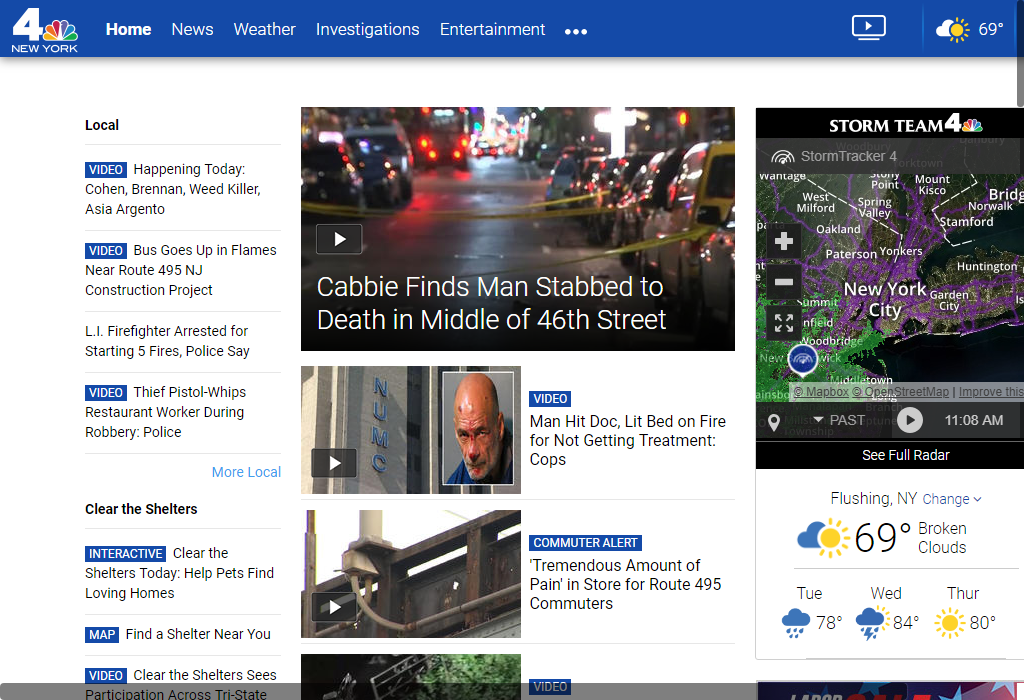 4
NEW YORK
Home News Weather Investigations Entertainment
69°
Local
VIDEO Happening Today:
Cohen, Brennan, Weed Killer,
Asia Argento
VIDEO Bus Goes Up in Flames
Near Route 495 NJ
Construction Project
L.I. Firefighter Arrested for
Starting 5 Fires, Police Say
VIDEO Thief Pistol-Whips
Restaurant Worker During
Robbery: Police
More Local
Clear the Shelters
INTERACTIVE Clear the
Shelters Today: Help Pets Find
Loving Homes
MAP Find a Shelter Near You
VIDEO Clear the Shelters Sees
Participation Across Tri-State
Cabbie Finds Man Stabbed to
Death in Middle of 46th Street
NUMC
VIDEO
Man Hit Doc, Lit Bed on Fire
for Not Getting Treatment:
Cops
COMMUTER ALERT
'Tremendous Amount of
Pain' in Store for Route 495
Commuters
VIDEO
STORM TEAM 4
StormTracker 4
Wantage
Stony
Point
Mount
Kisco
West
Milford
Spring
Valley
Norwalk
Stamford
Oakland
Paterson Yonkers
Huntington
New York
City
Garden
City
Woodbridge
Middletown
© Mapbox © OpenStreetMap | Improve this
PAST
11:08 AM
See Full Radar
Flushing, NY Change
69° Broken
Clouds
Tue Wed Thur
78° 84° 80°